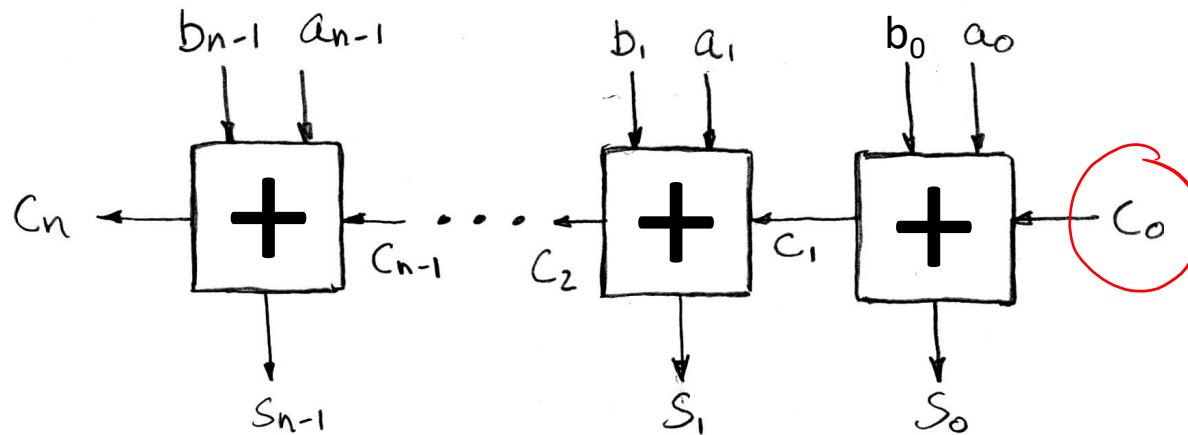 bn-1 an-1 b1 a1 b0 a0
+ + +
Cn Cn-1 C2 C1 C0
Sn-1 S1 S0